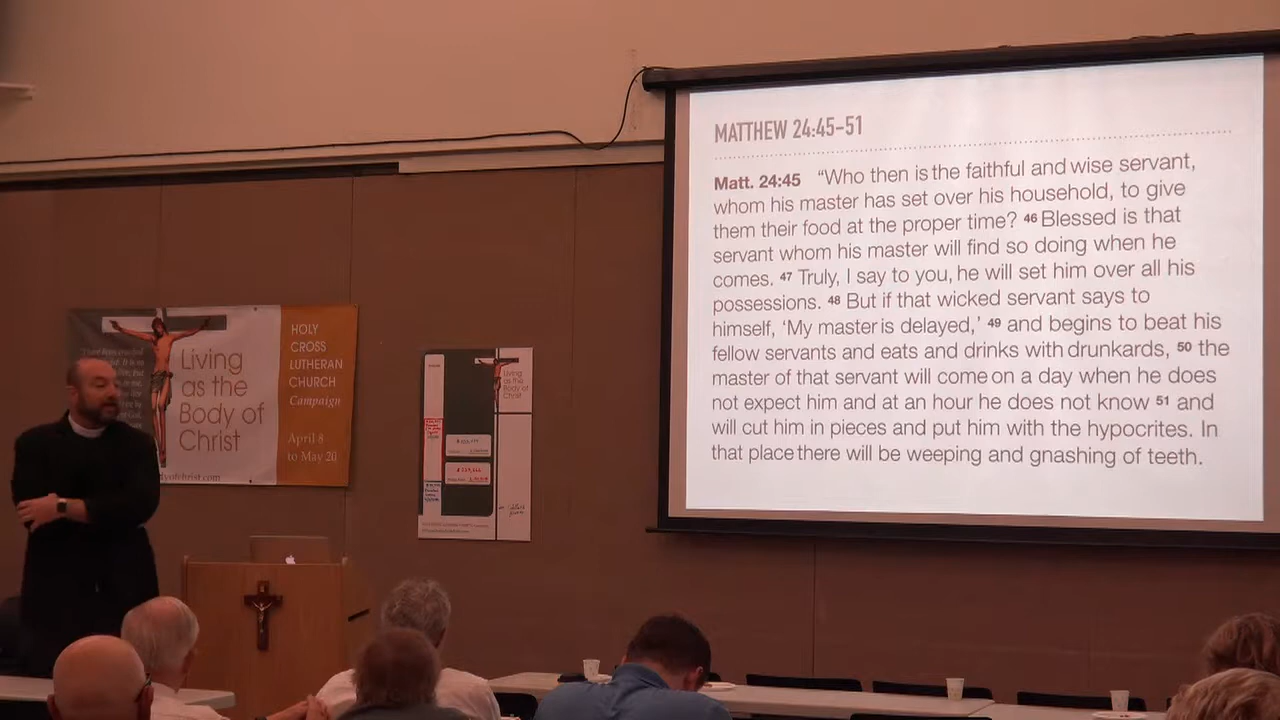 MATTHEW 24:45–51
Matt. 24:45 “Who then is the faithful and wise servant,
whom his master has set over his household, to give
them their food at the proper time? 46 Blessed is that
servant whom his master will find so doing when he
comes. 47 Truly, I say to you, he will set him over all his
possessions. 48 But if that wicked servant says to
himself, ‘My master is delayed,’ 49 and begins to beat his
fellow servants and eats and drinks with drunkards, 50 the
master of that servant will come on a day when he does
not expect him and at an hour he does not know 51 and
will cut him in pieces and put him with the hypocrites. In
that place there will be weeping and gnashing of teeth.
Living
as the
Body of
Christ
HOLY
CROSS
LUTHERAN
CHURCH
Campaign
April 8
to May 20
Living
as the
Body of
Christ